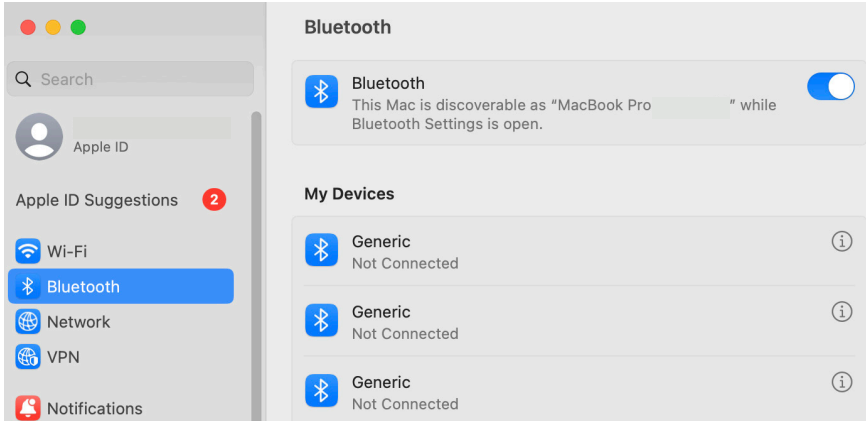 Search
Apple ID
Apple ID Suggestions 2
Wi-Fi
Bluetooth
Network
VPN
Notifications
Bluetooth
Bluetooth
This Mac is discoverable as “MacBook Pro ” while
Bluetooth Settings is open.
My Devices
Generic
Not Connected
Generic
Not Connected
Generic
Not Connected